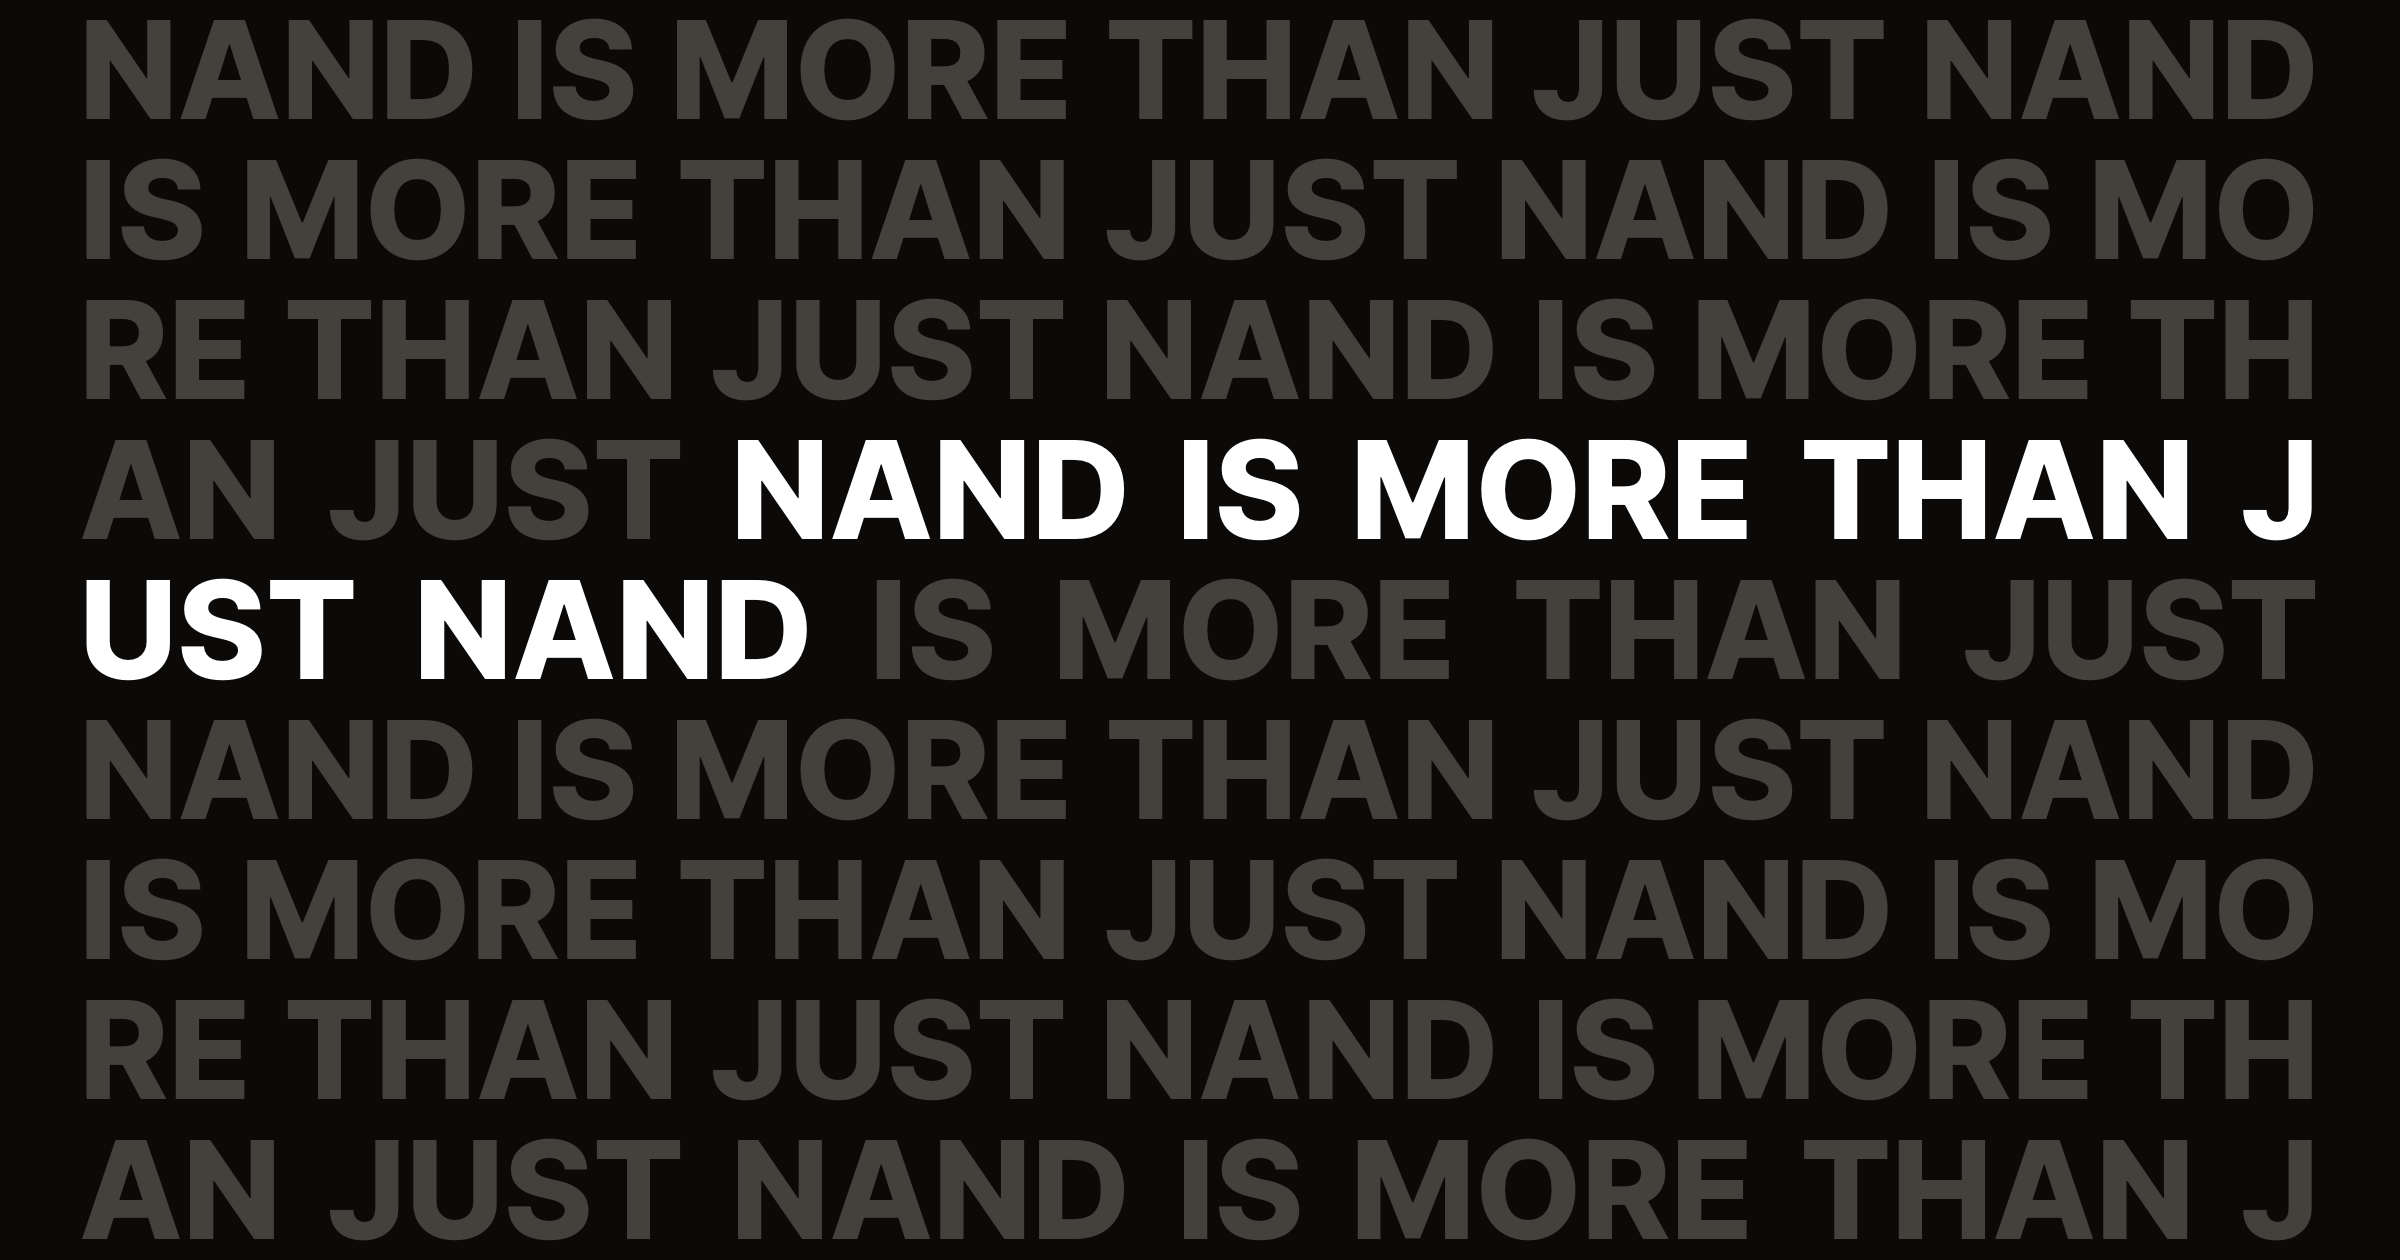 NAND IS MORE THAN JUST NAND
IS MORE THAN JUST NAND IS MO
RE THAN JUST NAND IS MORE TH
AN JUST NAND IS MORE THAN J
UST NAND IS MORE THAN JUST
NAND IS MORE THAN JUST NAND
IS MORE THAN JUST NAND IS MO
RE THAN JUST NAND IS MORE TH
AN JUST NAND IS MORE THAN J